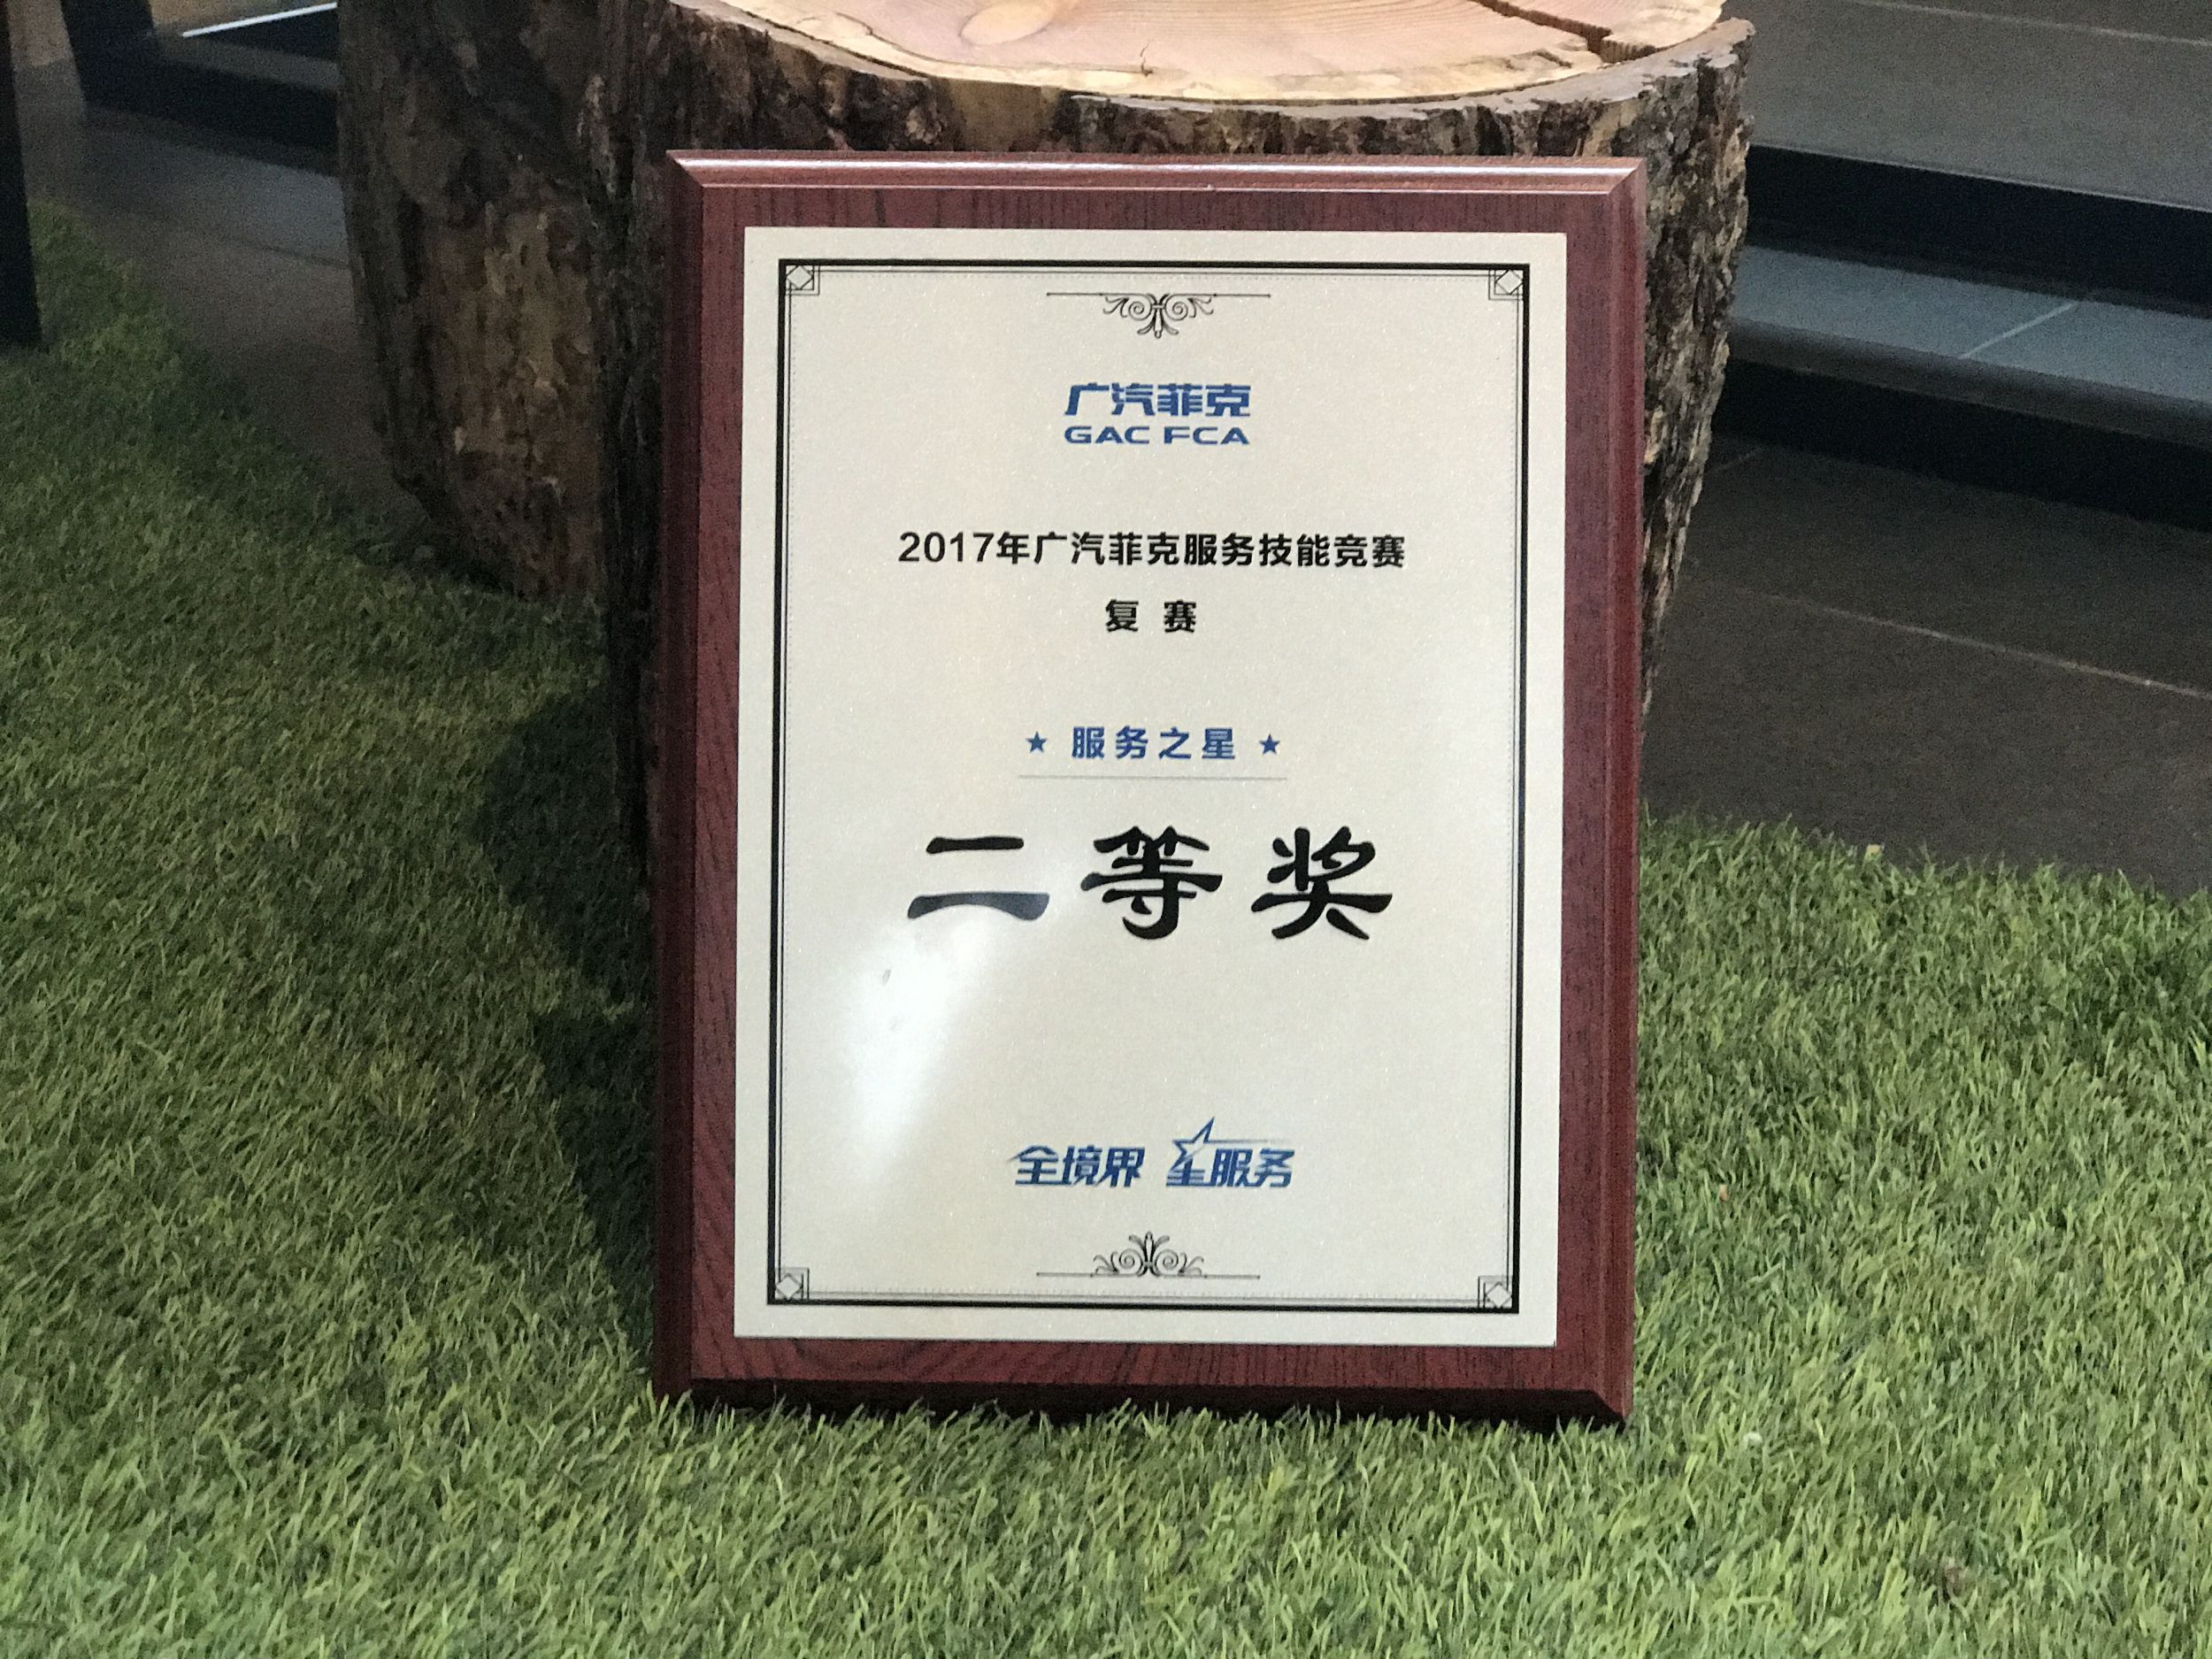 广汽菲克
GAC FCA
2017年广汽菲克服务技能竞赛
复赛
★ 服务之星 ★
二等奖
全境界 星服务